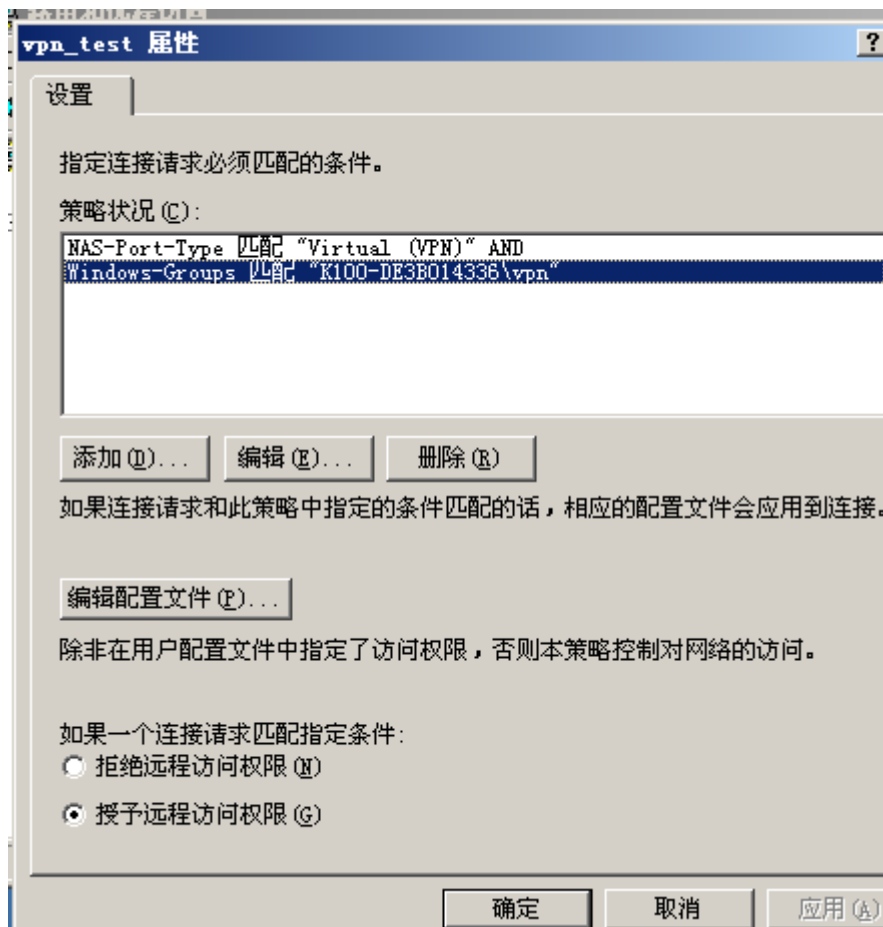 vpn_test 属性
设置
指定连接请求必须匹配的条件。
策略状况(C):
NAS-Port-Type 匹配 "Virtual (VPN)" AND
Windows-Groups 匹配 "K100-DE3B014336\vpn"
添加(D)... 编辑(E)... 删除(R)
如果连接请求和此策略中指定的条件匹配的话，相应的配置文件会应用到连接。
编辑配置文件(P)...
除非在用户配置文件中指定了访问权限，否则本策略控制对网络的访问。
如果一个连接请求匹配指定条件:
拒绝远程访问权限(N)
授予远程访问权限(G)
确定 取消 应用(A)